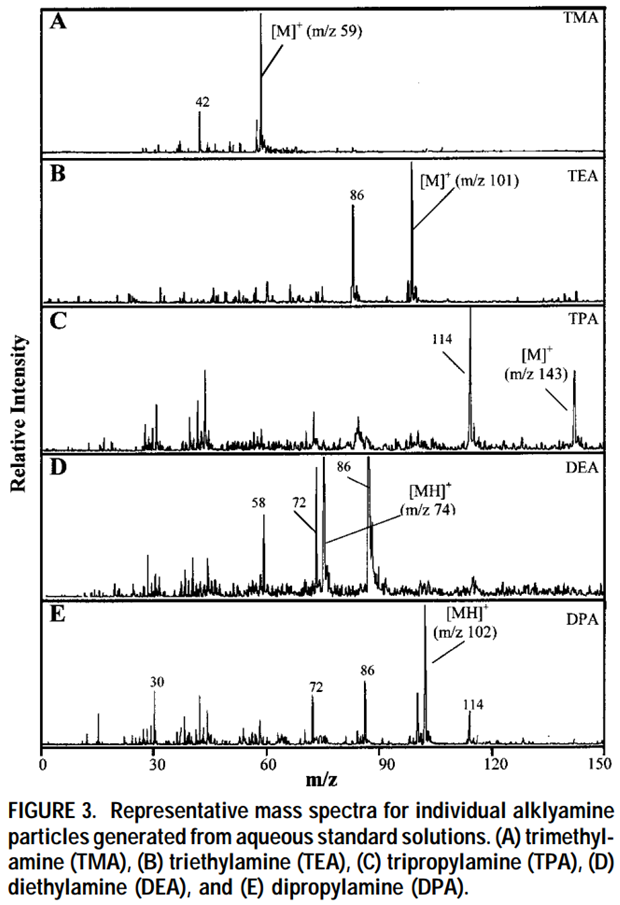 A
TMA
[M]+ (m/z 59)
42
B
TEA
[M]+ (m/z 101)
86
C
TPA
114
[M]+
(m/z 143)
D
DEA
86
[MH]+
(m/z 74)
58
72
E
DPA
[MH]+
(m/z 102)
30
72
86
114
Relative Intensity
0
30
60
90
120
150
m/z
FIGURE 3. Representative mass spectra for individual alklyamine
particles generated from aqueous standard solutions. (A) trimethyl-
amine (TMA), (B) triethylamine (TEA), (C) tripropylamine (TPA), (D)
diethylamine (DEA), and (E) dipropylamine (DPA).